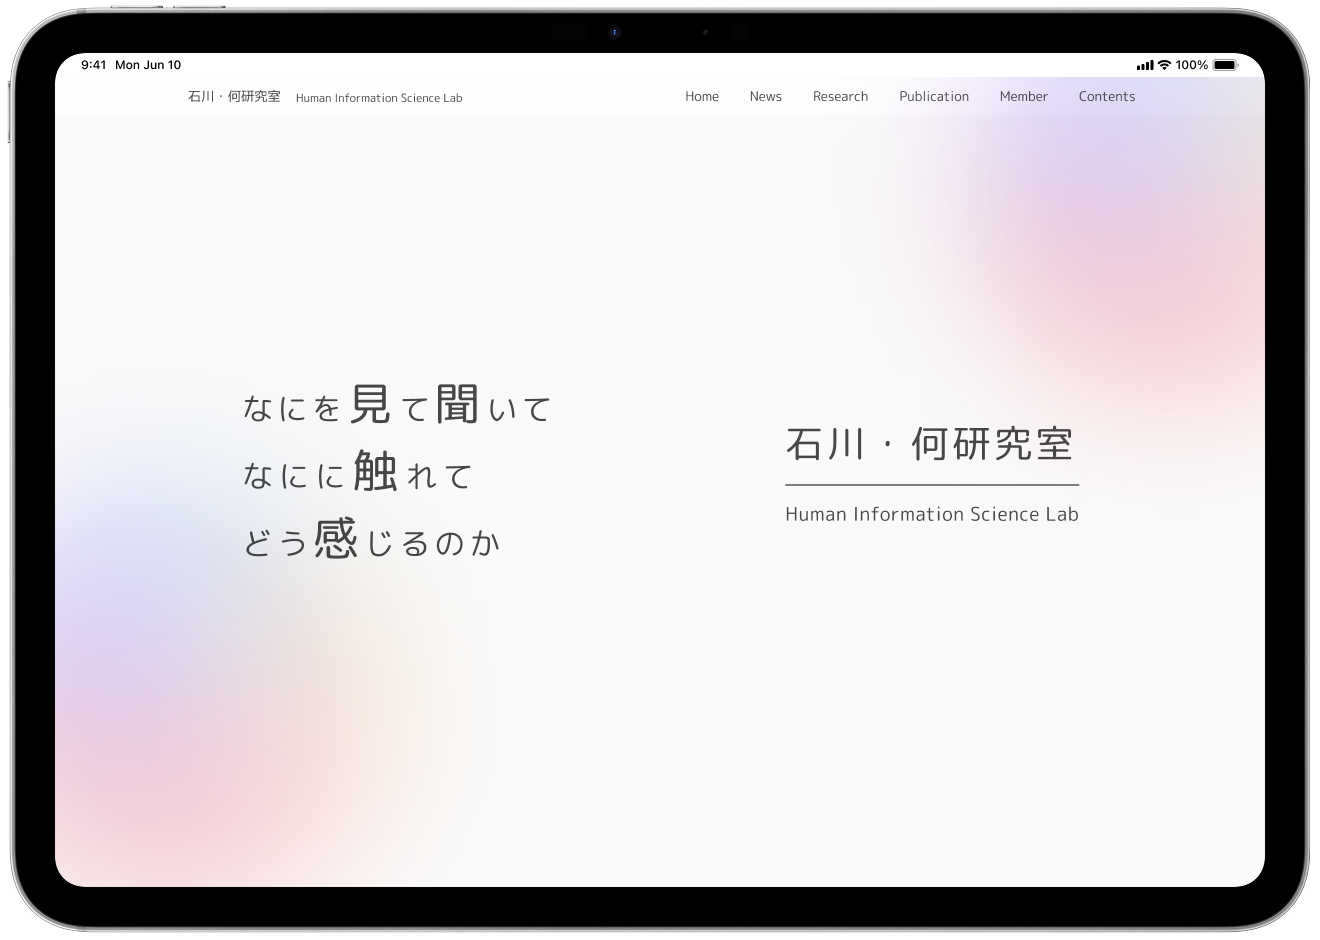 9:41 Mon Jun 10 100%
石川・何研究室 Human Information Science Lab Home News Research Publication Member Contents
なにを見て聞いて
なにに触れて
どう感じるのか
石川・何研究室
Human Information Science Lab